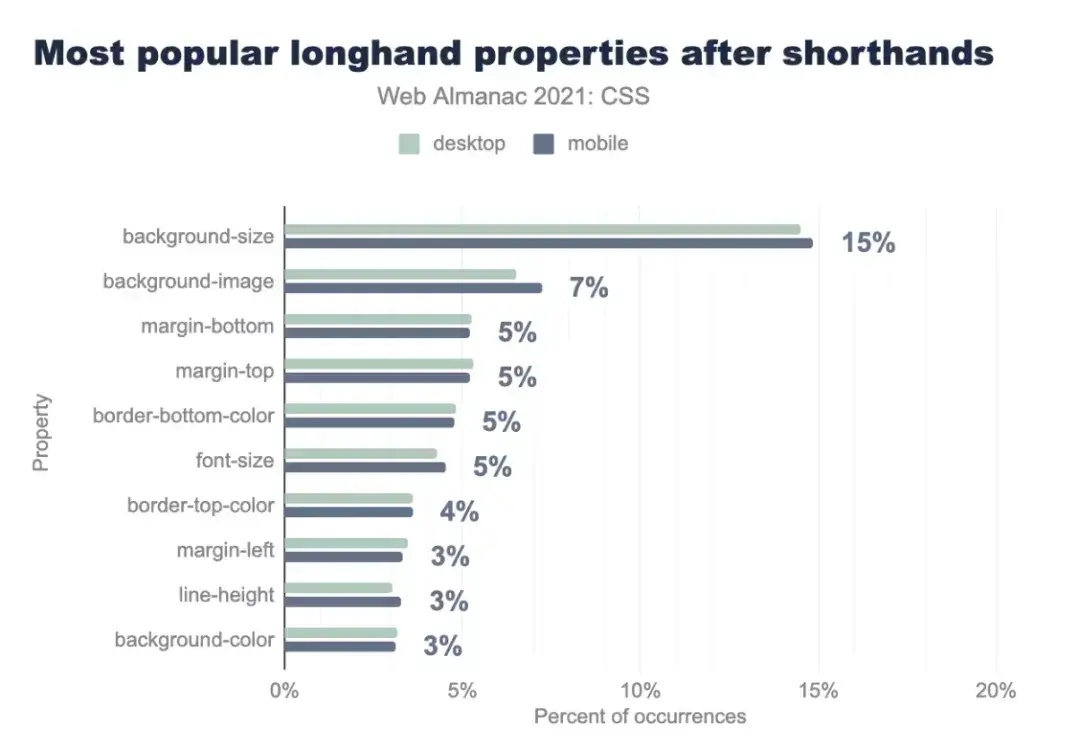 Most popular longhand properties after shorthands
Web Almanac 2021: CSS
desktop mobile
background-size 15%
background-image 7%
margin-bottom 5%
margin-top 5%
border-bottom-color 5%
font-size 5%
border-top-color 4%
margin-left 3%
line-height 3%
background-color 3%
Property
0% 5% 10% 15% 20%
Percent of occurrences